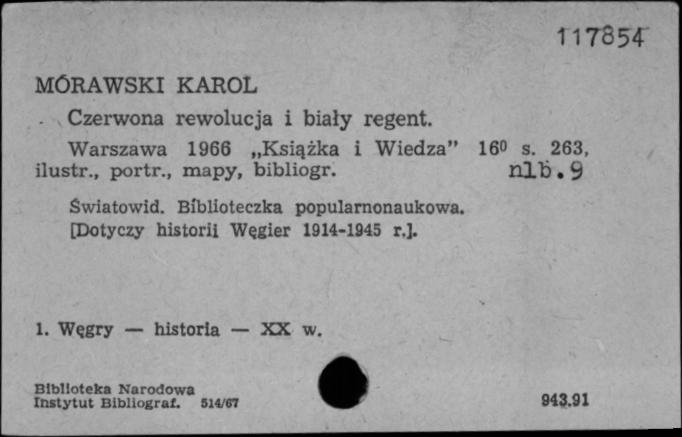 117854
MÓRAWSKI KAROL
Czerwona rewolucja i biały regent.
Warszawa 1966 „Książka i Wiedza” 16⁰ s. 263,
ilustr., portr., mapy, bibliogr. nlb.9
Światowid. Biblioteczka popularnonaukowa.
[Dotyczy historii Węgier 1914-1945 r.].
1. Węgry — historia — XX w.
Biblioteka Narodowa
Instytut Bibliograf. 514/67
943.91